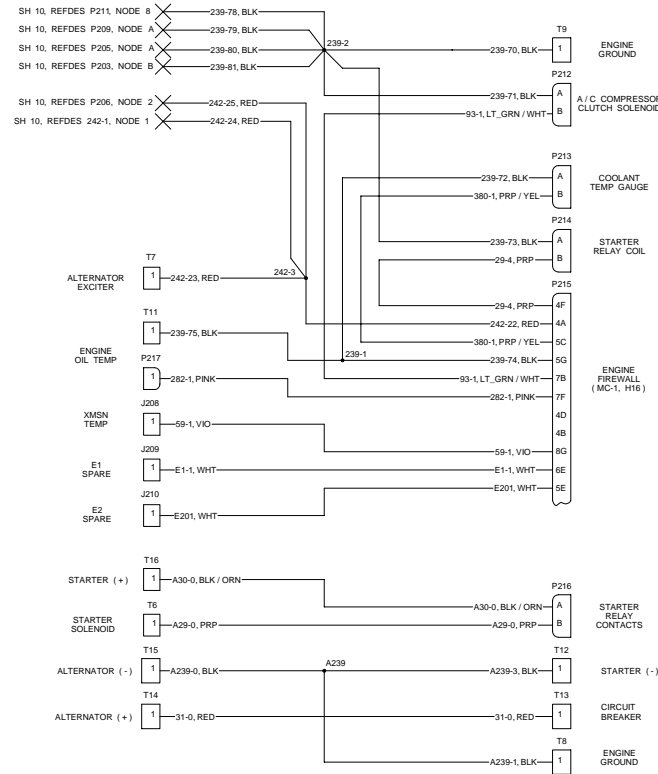 SH 10, REFDES P211, NODE 8
239-78, BLK
SH 10, REFDES P209, NODE A
239-79, BLK
239-2
SH 10, REFDES P205, NODE A
239-80, BLK
239-70, BLK
T9
1
ENGINE
GROUND
SH 10, REFDES P203, NODE B
239-81, BLK
P212
239-71, BLK
A
93-1, LT_GRN / WHT
B
A / C COMPRESSOR
CLUTCH SOLENOID
SH 10, REFDES P206, NODE 2
242-25, RED
SH 10, REFDES 242-1, NODE 1
242-24, RED
P213
239-72, BLK
A
380-1, PRP / YEL
B
COOLANT
TEMP GAUGE
P214
239-73, BLK
A
29-4, PRP
B
STARTER
RELAY COIL
T7
ALTERNATOR
EXCITER
1
242-23, RED
242-3
P215
29-4, PRP
4F
242-22, RED
4A
380-1, PRP / YEL
5C
239-74, BLK
5G
93-1, LT_GRN / WHT
7B
282-1, PINK
7F
4D
4B
59-1, VIO
8G
E1-1, WHT
6E
E201, WHT
5E
ENGINE
FIREWALL
( MC-1, H16 )
T11
1
239-75, BLK
239-1
ENGINE
OIL TEMP
P217
1
282-1, PINK
J208
XMSN
TEMP
1
59-1, VIO
J209
E1
SPARE
1
E1-1, WHT
J210
E2
SPARE
1
E201, WHT
T16
STARTER (+)
1
A30-0, BLK / ORN
P216
A30-0, BLK / ORN
A
A29-0, PRP
B
STARTER
RELAY
CONTACTS
T6
STARTER
SOLENOID
1
A29-0, PRP
T15
ALTERNATOR ( - )
1
A239-0, BLK
A239
A239-3, BLK
T12
1
STARTER ( - )
T14
ALTERNATOR (+)
1
31-0, RED
31-0, RED
T13
1
CIRCUIT
BREAKER
T8
A239-1, BLK
1
ENGINE
GROUND